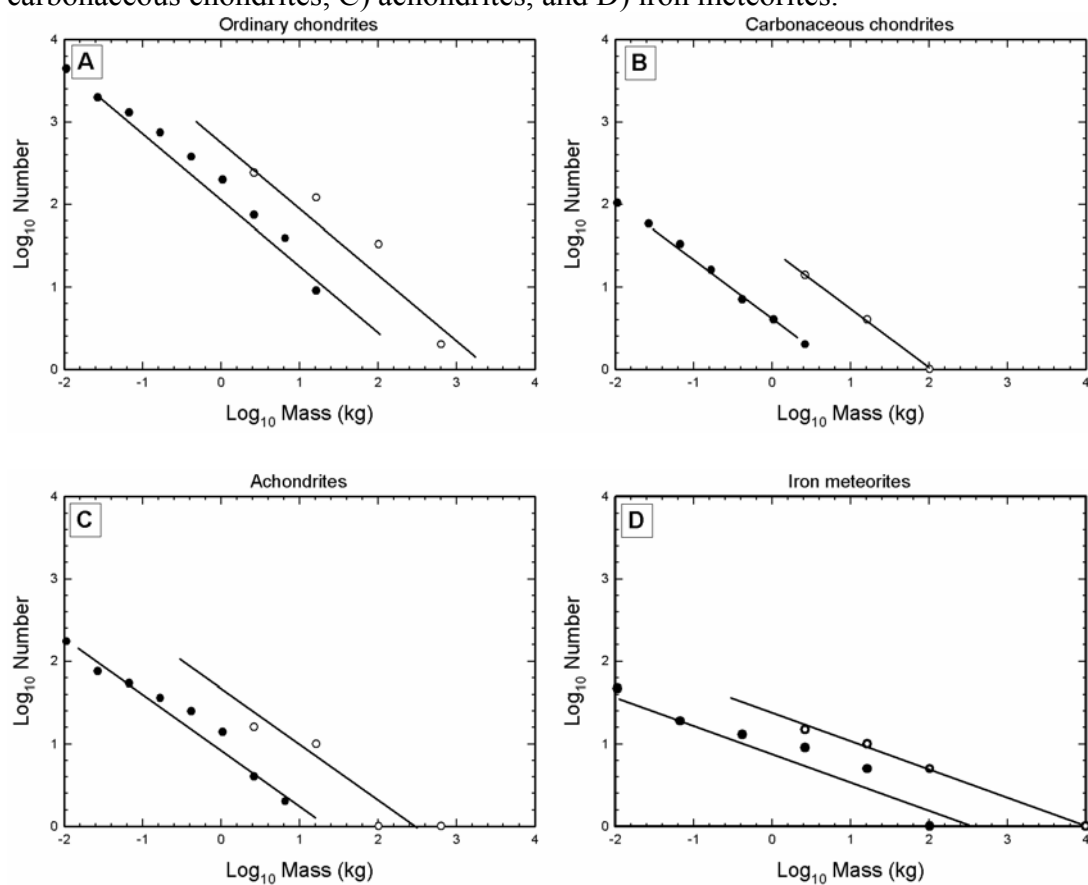 carbonaceous chondrites, C) achondrites, and D) iron meteorites.
Ordinary chondrites
A
Log10 Number
4
3
2
1
0
-2 -1 0 1 2 3 4
Log10 Mass (kg)
Carbonaceous chondrites
B
Log10 Number
4
3
2
1
0
-2 -1 0 1 2 3 4
Log10 Mass (kg)
Achondrites
C
Log10 Number
4
3
2
1
0
-2 -1 0 1 2 3 4
Log10 Mass (kg)
Iron meteorites
D
Log10 Number
4
3
2
1
0
-2 -1 0 1 2 3 4
Log10 Mass (kg)